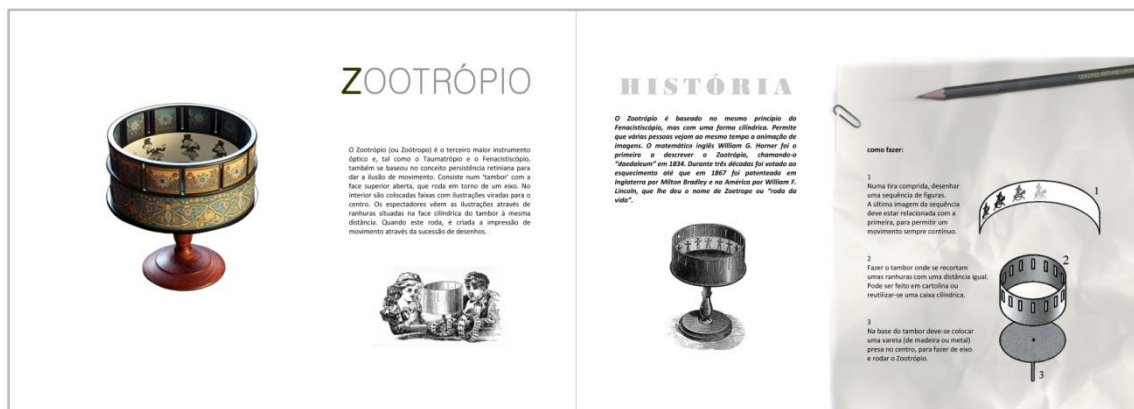 ZOOTRÓPIO
O Zootrópio (ou Zoótropo) é o terceiro maior instrumento
óptico e, tal como o Taumatrópio e o Fenacistiscópio,
também se baseou no conceito persistência retiniana para
dar a ilusão de movimento. Consiste num 'tambor' com a
face superior aberta, que roda em torno de um eixo. No
interior são colocadas faixas com ilustrações viradas para o
centro. Os espectadores vêem as ilustrações através de
ranhuras situadas na face cilíndrica do tambor à mesma
distância. Quando este roda, é criada a impressão de
movimento através da sucessão de desenhos.
HISTÓRIA
O Zootrópio é baseado no mesmo princípio do
Fenacistiscópio, mas com uma forma cilíndrica. Permite
que várias pessoas vejam ao mesmo tempo a animação de
imagens. O matemático inglês William G. Horner foi o
primeiro a descrever o Zootrópio, chamando-o
"daedaleum" em 1834. Durante três décadas foi votado ao
esquecimento até que em 1867 foi patenteado em
Inglaterra por Milton Bradley e na América por William F.
Lincoln, que lhe deu o nome de Zoetrope ou "roda da
vida".
como fazer:
1
Numa tira comprida, desenhar
uma sequência de figuras.
A última imagem da sequência
deve estar relacionada com a
primeira, para permitir um
movimento sempre contínuo.
1
2
Fazer o tambor onde se recortam
umas ranhuras com uma distância igual.
Pode ser feito em cartolina ou
reutilizar-se uma caixa cilíndrica.
2
3
Na base do tambor deve-se colocar
uma vareta (de madeira ou metal)
presa no centro, para fazer de eixo
e rodar o Zootrópio.
3